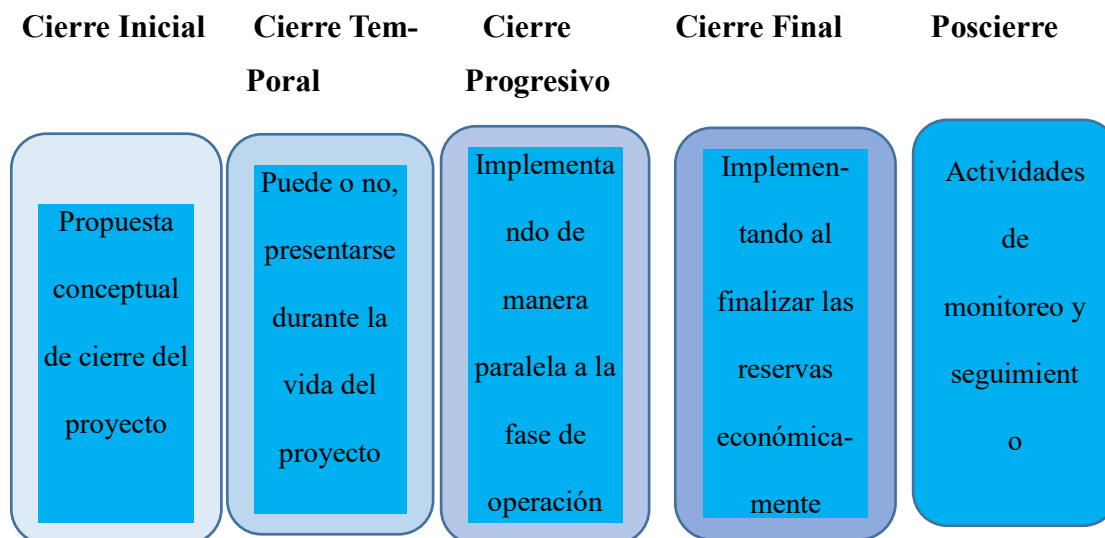 Cierre Inicial
Cierre Tem-
Poral
Cierre
Progresivo
Cierre Final
Poscierre
Propuesta
conceptual
de cierre del
proyecto
Puede o no,
presentarse
durante la
vida del
proyecto
Implementa
ndo de
manera
paralela a la
fase de
operación
Implemen-
tando al
finalizar las
reservas
económica-
mente
Actividades
de
monitoreo y
seguimient
o